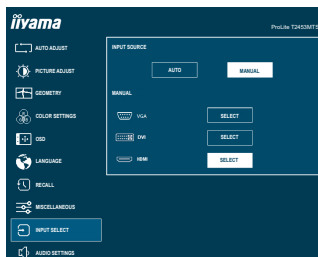 iiyama
ProLite T2453MTS
AUTO ADJUST
PICTURE ADJUST
GEOMETRY
COLOR SETTINGS
OSD
LANGUAGE
RECALL
MISCELLANEOUS
INPUT SELECT
AUDIO SETTINGS
INPUT SOURCE
AUTO
MANUAL
MANUAL
VGA
SELECT
DVI
SELECT
HDMI
SELECT